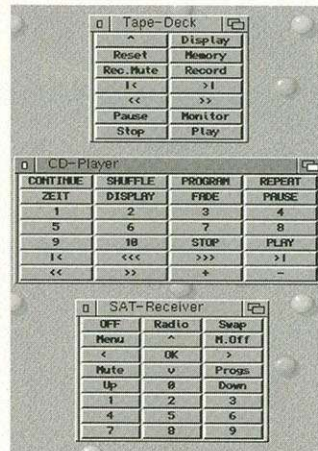 Tape-Deck
^ Display
Reset Memory
Rec.Mute Record
I< >I
<< >>
Pause Monitor
Stop Play
CD-Player
CONTINUE SHUFFLE PROGRAM REPEAT
ZEIT DISPLAY FADE PAUSE
1 2 3 4
5 6 7 8
9 10 STOP PLAY
I< <<< >>> >I
<< >> + -
SAT-Receiver
OFF Radio Swap
Menu ^ M.Off
< OK >
Mute v Progs
Up 0 Down
1 2 3
4 5 6
7 8 9